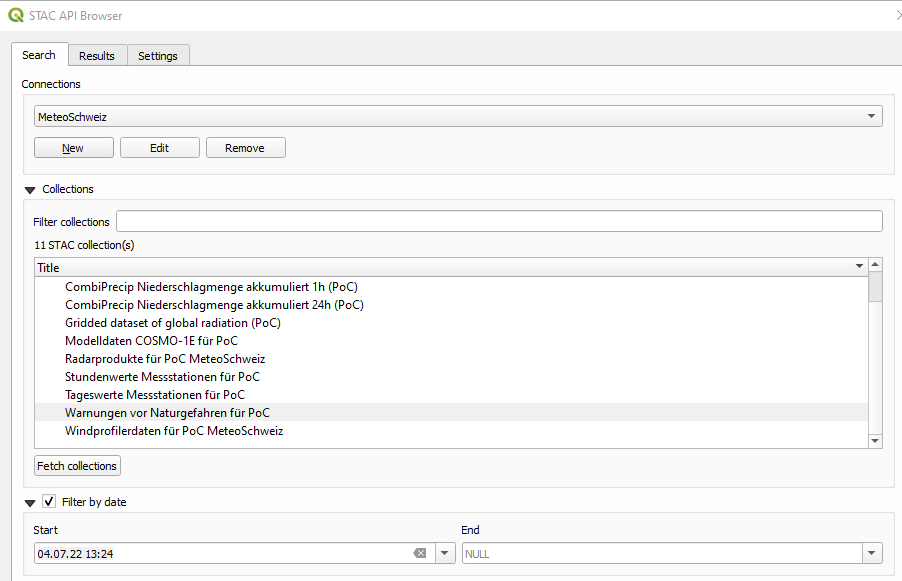 STAC API Browser
Search Results Settings
Connections
MeteoSchweiz
New Edit Remove
Collections
Filter collections
11 STAC collection(s)
Title
CombiPrecip Niederschlagmenge akkumuliert 1h (PoC)
CombiPrecip Niederschlagmenge akkumuliert 24h (PoC)
Gridded dataset of global radiation (PoC)
Modelldaten COSMO-1E für PoC
Radarprodukte für PoC MeteoSchweiz
Stundenwerte Messstationen für PoC
Tageswerte Messstationen für PoC
Warnungen vor Naturgefahren für PoC
Windprofilerdaten für PoC MeteoSchweiz
Fetch collections
Filter by date
Start End
04.07.22 13:24 NULL